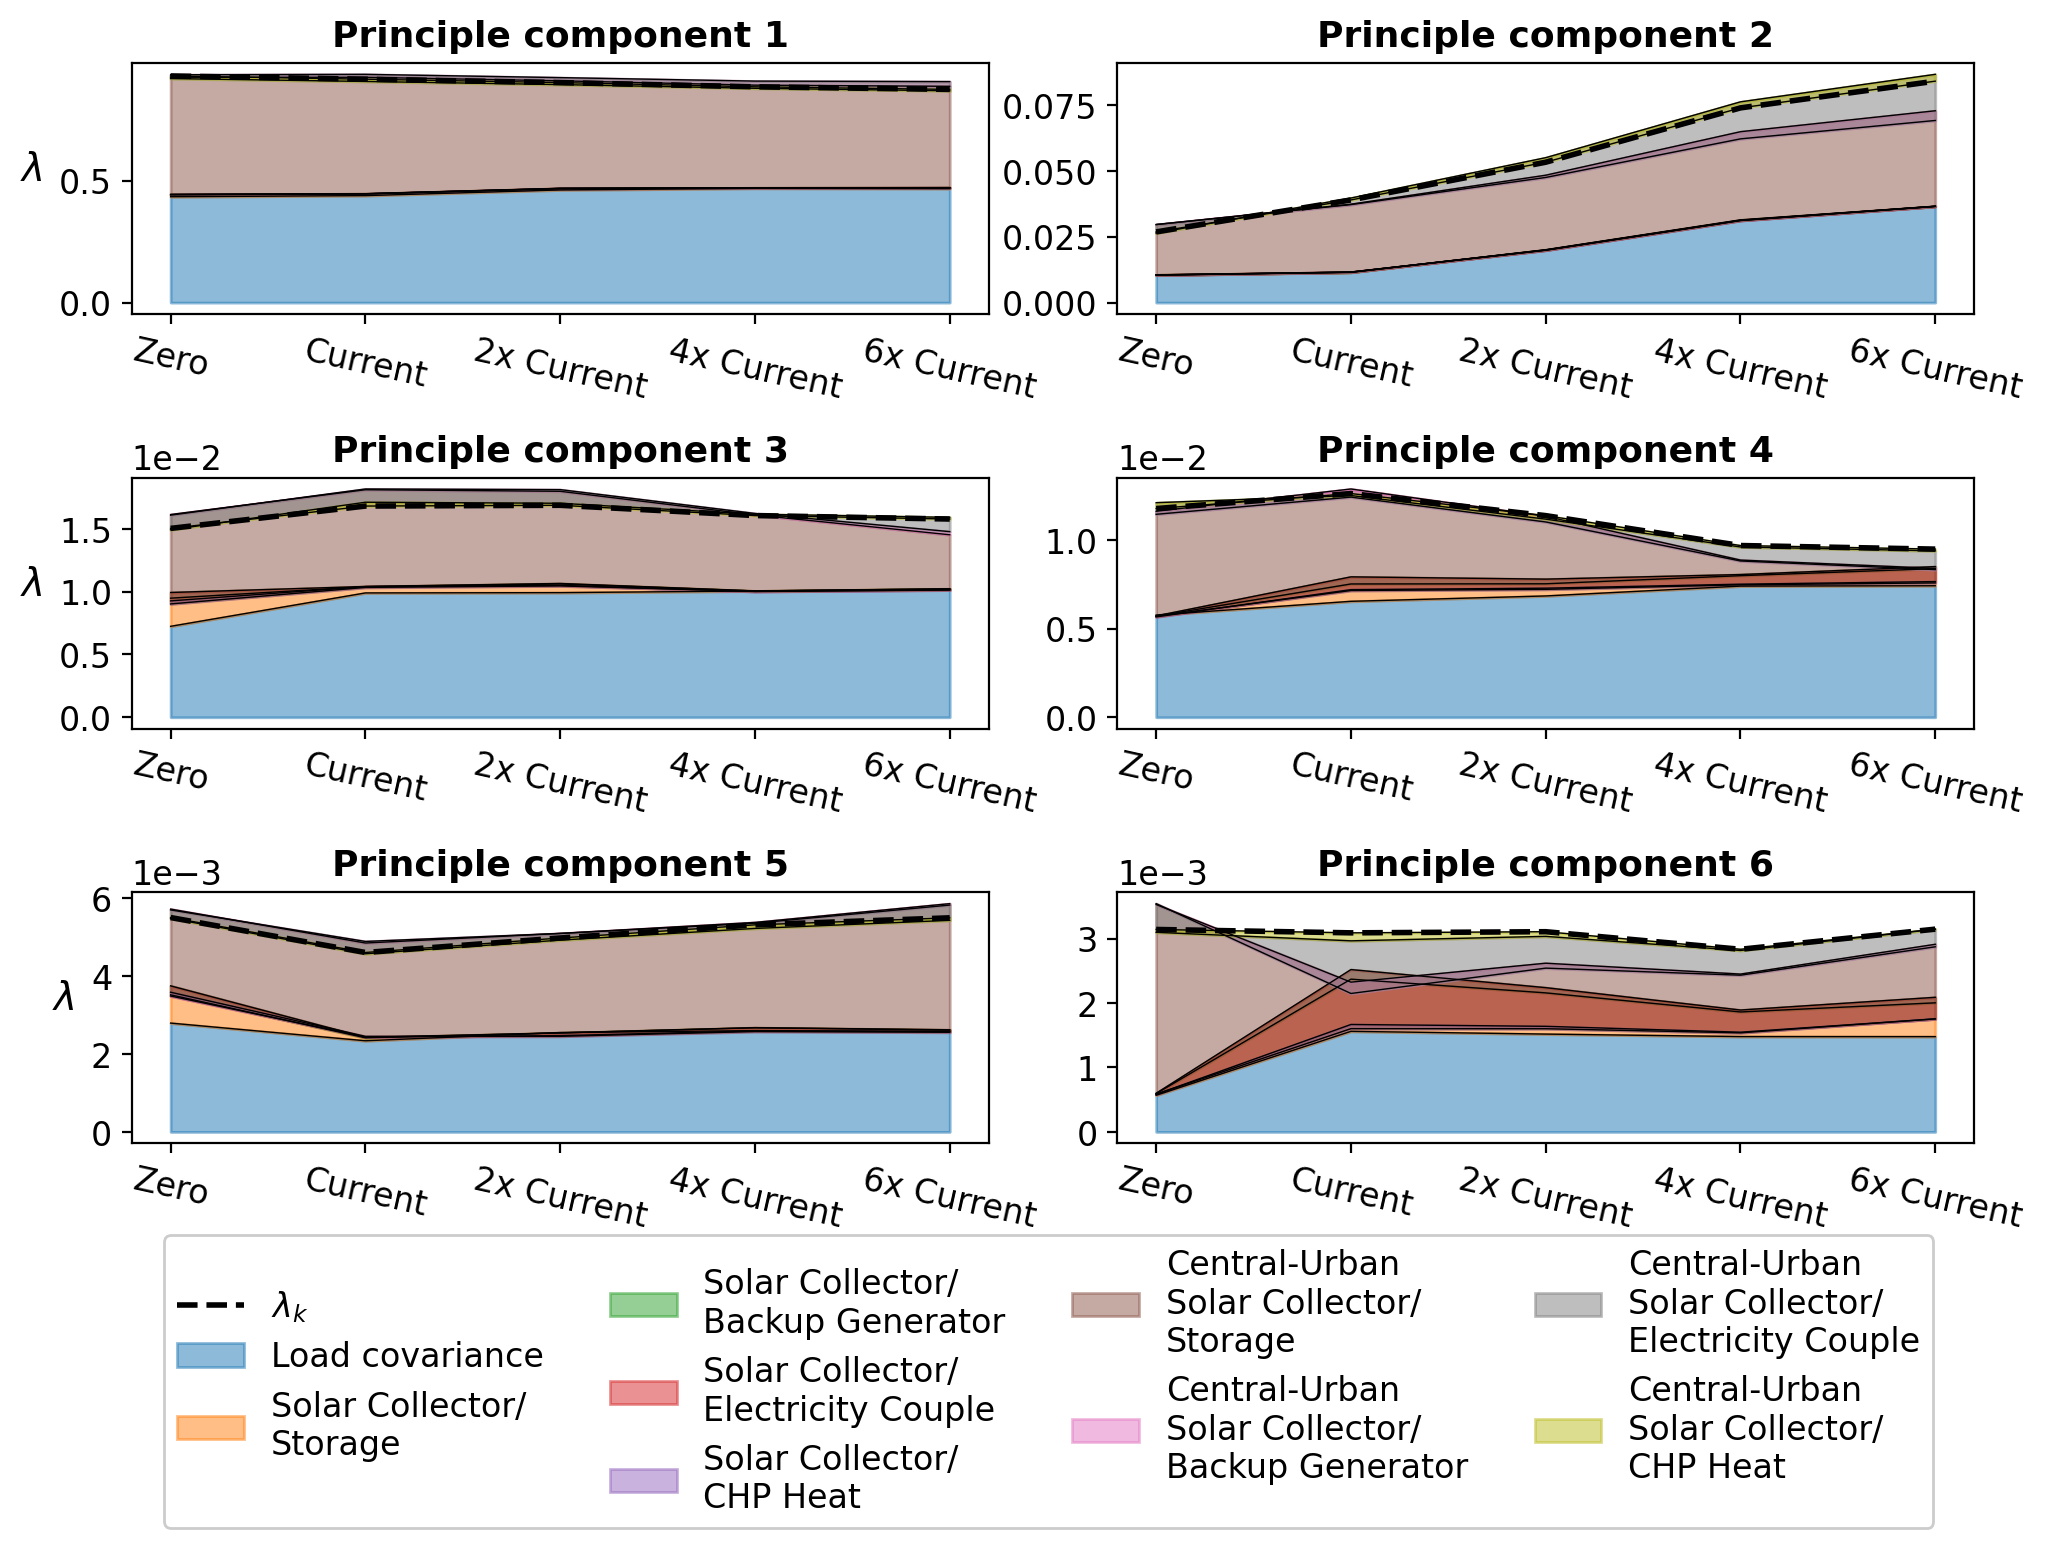 Principle component 1
Principle component 2
λ
0.5
0.0
0.075
0.050
0.025
0.000
Zero
Current
2x Current
4x Current
6x Current
Zero
Current
2x Current
4x Current
6x Current
Principle component 3
Principle component 4
1e−2
λ
1.5
1.0
0.5
0.0
1e−2
1.0
0.5
0.0
Zero
Current
2x Current
4x Current
6x Current
Zero
Current
2x Current
4x Current
6x Current
Principle component 5
Principle component 6
1e−3
λ
6
4
2
0
1e−3
3
2
1
0
Zero
Current
2x Current
4x Current
6x Current
Zero
Current
2x Current
4x Current
6x Current
λk
Load covariance
Solar Collector/
Storage
Solar Collector/
Backup Generator
Solar Collector/
Electricity Couple
Solar Collector/
CHP Heat
Central-Urban
Solar Collector/
Storage
Central-Urban
Solar Collector/
Backup Generator
Central-Urban
Solar Collector/
Electricity Couple
Central-Urban
Solar Collector/
CHP Heat